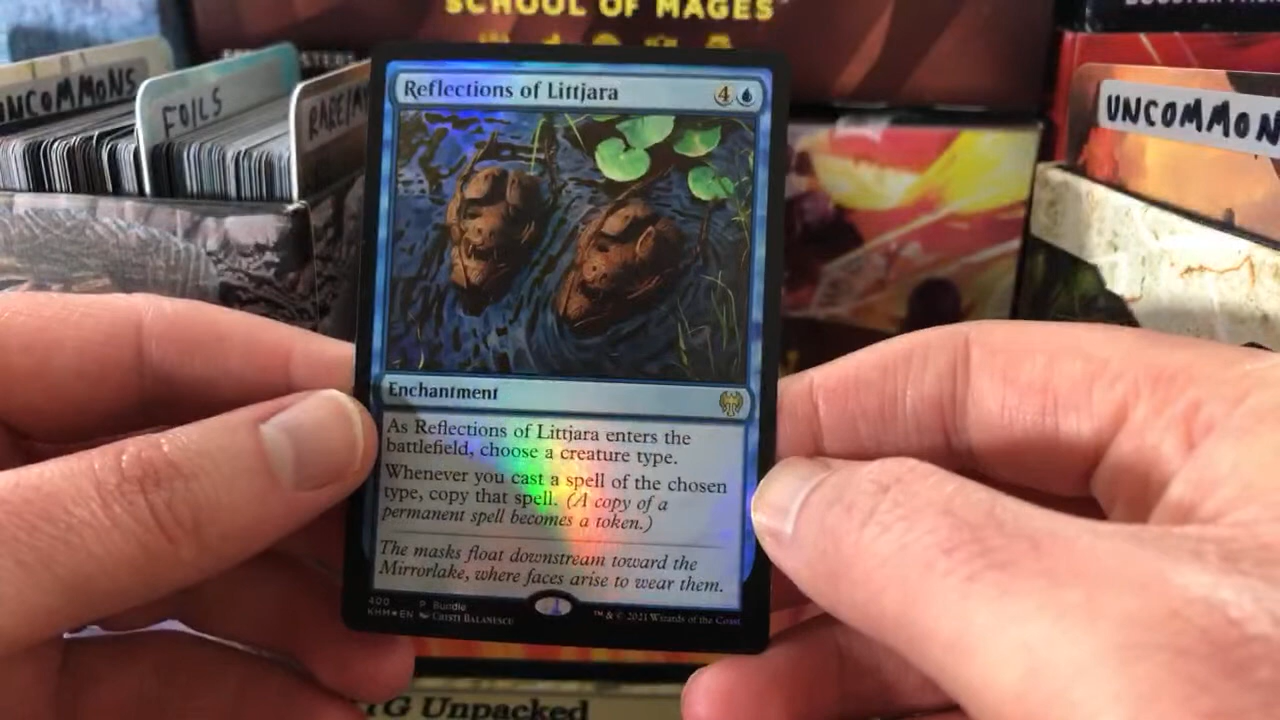 SCHOOL OF MAGES
UNCOMMONS
FOILS
UNCOMMON
Reflections of Littjara
4
Enchantment
As Reflections of Littjara enters the
battlefield, choose a creature type.
Whenever you cast a spell of the chosen
type, copy that spell. (A copy of a
permanent spell becomes a token.)
The masks float downstream toward the
Mirrorlake, where faces arise to wear them.
400 P Bundle
KHM★EN CRISTI BALANESCU
™ & © 2021 Wizards of the Coast
Unpacked